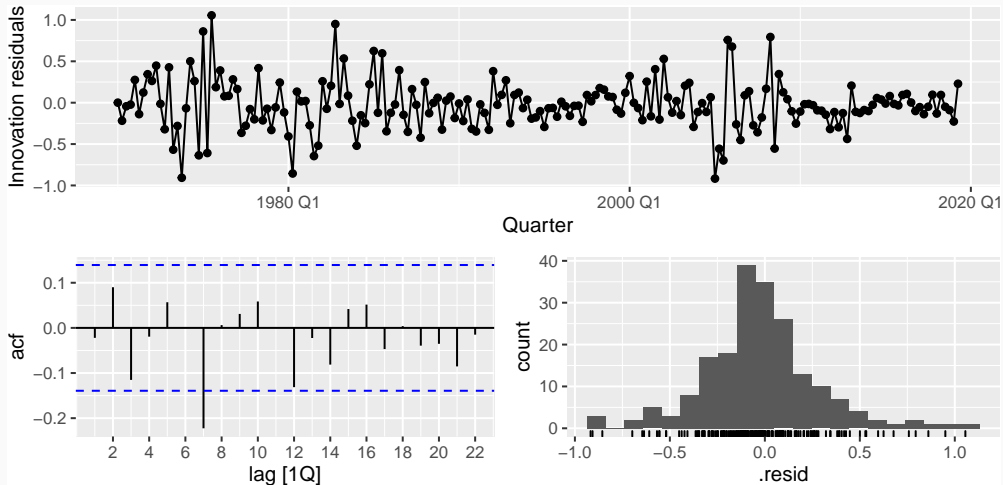 Innovation residuals
1.0
0.5
0.0
−0.5
−1.0
1980 Q1
2000 Q1
2020 Q1
Quarter
acf
0.1
0.0
−0.1
−0.2
2 4 6 8 10 12 14 16 18 20 22
lag [1Q]
count
40
30
20
10
0
−1.0 −0.5 0.0 0.5 1.0
.resid